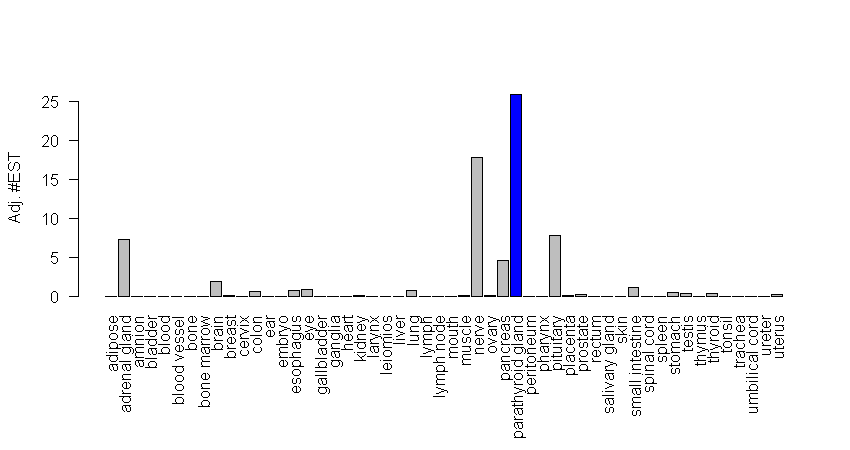 Adj. #EST
25
20
15
10
5
0
adipose
adrenal gland
amnion
bladder
blood
blood vessel
bone
bone marrow
brain
breast
cervix
colon
ear
embryo
esophagus
eye
gallbladder
ganglia
heart
kidney
larynx
leiomios
liver
lung
lymph
lymph node
mouth
muscle
nerve
ovary
pancreas
parathyroid gland
peritoneum
pharynx
pituitary
placenta
prostate
rectum
salivary gland
skin
small intestine
spinal cord
spleen
stomach
testis
thymus
thyroid
tonsil
trachea
umbilical cord
ureter
uterus